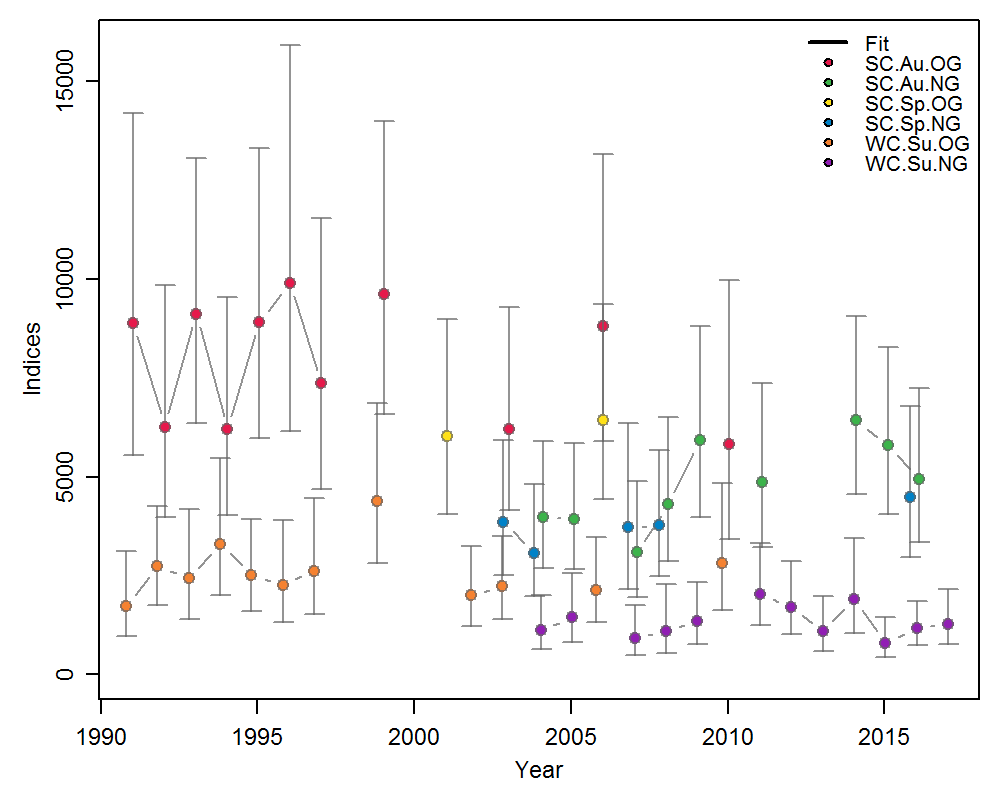 Fit
SC.Au.OG
SC.Au.NG
SC.Sp.OG
SC.Sp.NG
WC.Su.OG
WC.Su.NG
Indices
15000
10000
5000
0
1990 1995 2000 2005 2010 2015
Year